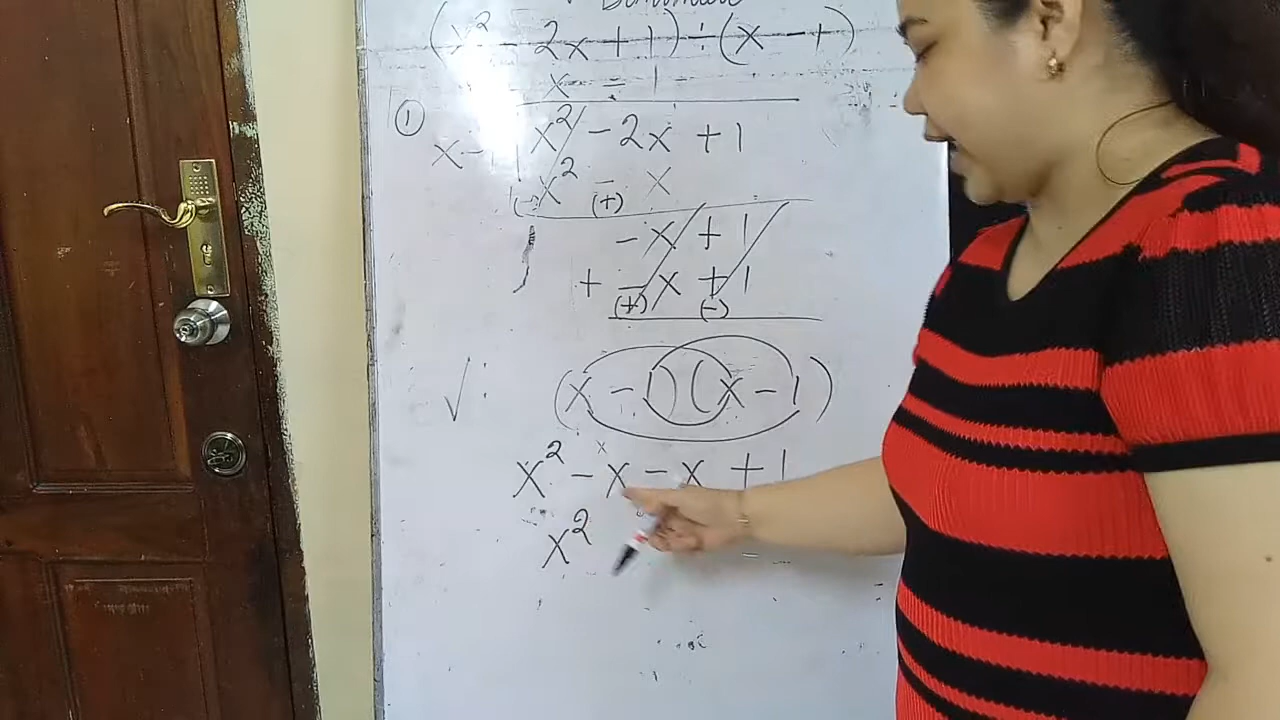 (x² - 2x + 1) ÷ (x - 1)
x - 1
①
x - 1 x² - 2x + 1
(-) x² - (+) x
- x + 1
+ - x + 1
(+) (-)
√ (x - 1)(x - 1)
x² - x - x + 1
x²